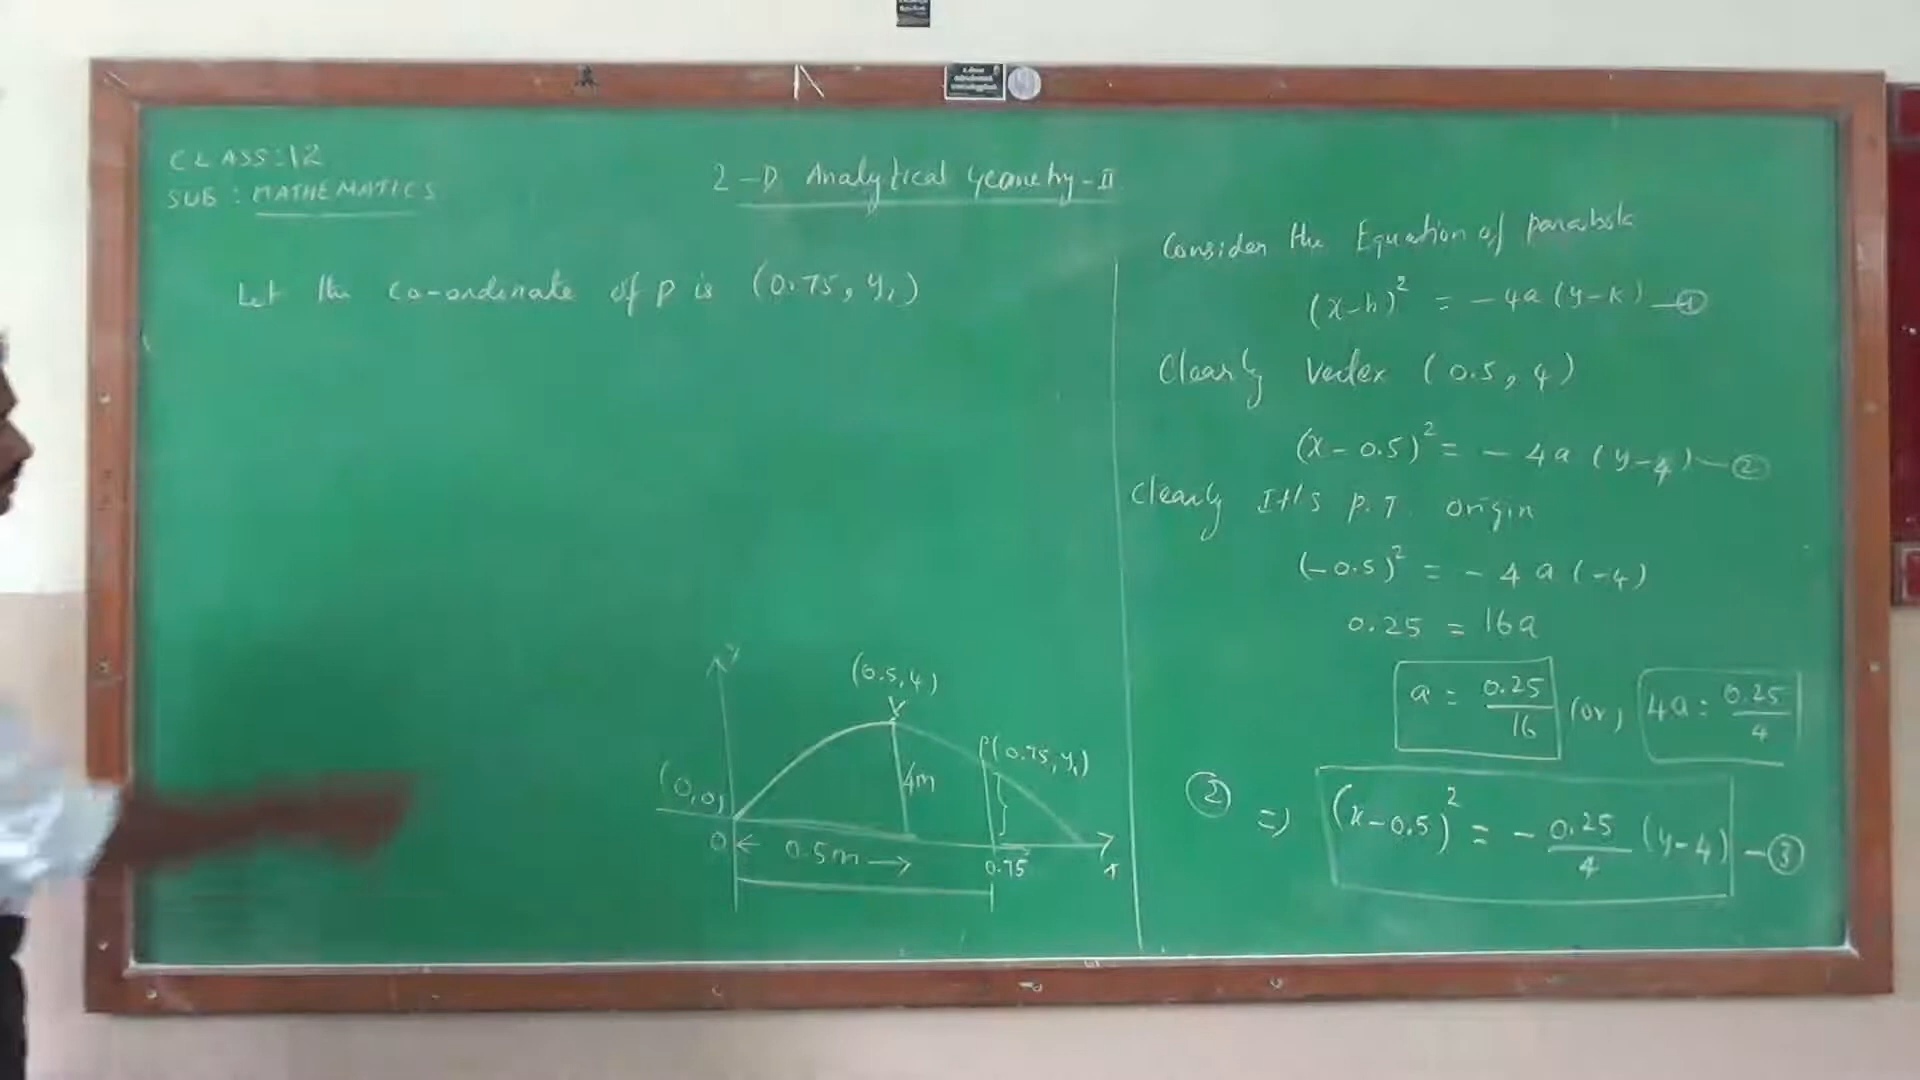 CLASS: 12
SUB : MATHEMATICS
2-D Analytical Geometry-II
Let the co-ordinate of P is (0.75, y₁)
Y
(0.5,4)
V
P(0.75,y₁)
4m
(0,0)
0
0.5m
0.75
x
Consider the Equation of parabola
(x-h)² = -4a (y-k) —①
Clearly Vertex (0.5, 4)
(x-0.5)² = - 4a (y-4) —②
Clearly It's P.T. origin
(-0.5)² = - 4 a (-4)
0.25 = 16a
a = 0.25/16 (or) 4a = 0.25/4
② ⇒ (x-0.5)² = - 0.25/4 (y-4) —③